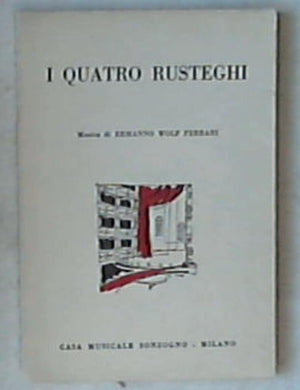 I QUATRO RUSTEGHI
Musica di ERMANNO WOLF FERRARI
CASA MUSICALE SONZOGNO - MILANO